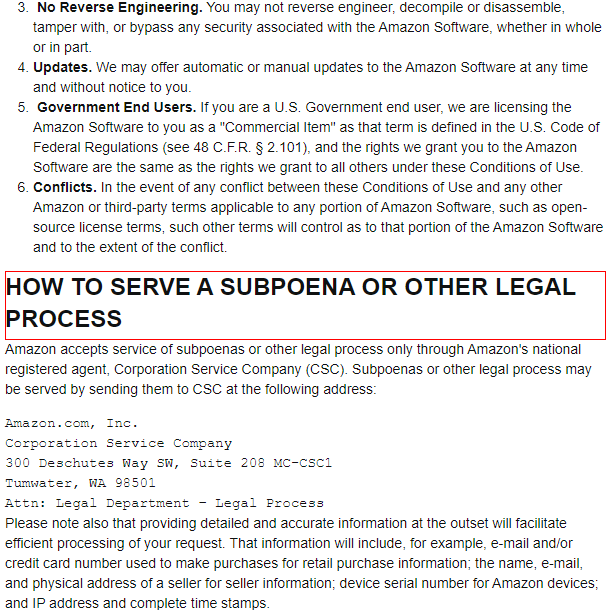 3. No Reverse Engineering. You may not reverse engineer, decompile or disassemble,
tamper with, or bypass any security associated with the Amazon Software, whether in whole
or in part.
4. Updates. We may offer automatic or manual updates to the Amazon Software at any time
and without notice to you.
5. Government End Users. If you are a U.S. Government end user, we are licensing the
Amazon Software to you as a "Commercial Item" as that term is defined in the U.S. Code of
Federal Regulations (see 48 C.F.R. § 2.101), and the rights we grant you to the Amazon
Software are the same as the rights we grant to all others under these Conditions of Use.
6. Conflicts. In the event of any conflict between these Conditions of Use and any other
Amazon or third-party terms applicable to any portion of Amazon Software, such as open-
source license terms, such other terms will control as to that portion of the Amazon Software
and to the extent of the conflict.
HOW TO SERVE A SUBPOENA OR OTHER LEGAL
PROCESS
Amazon accepts service of subpoenas or other legal process only through Amazon's national
registered agent, Corporation Service Company (CSC). Subpoenas or other legal process may
be served by sending them to CSC at the following address:
Amazon.com, Inc.
Corporation Service Company
300 Deschutes Way SW, Suite 208 MC-CSC1
Tumwater, WA 98501
Attn: Legal Department – Legal Process
Please note also that providing detailed and accurate information at the outset will facilitate
efficient processing of your request. That information will include, for example, e-mail and/or
credit card number used to make purchases for retail purchase information; the name, e-mail,
and physical address of a seller for seller information; device serial number for Amazon devices;
and IP address and complete time stamps.